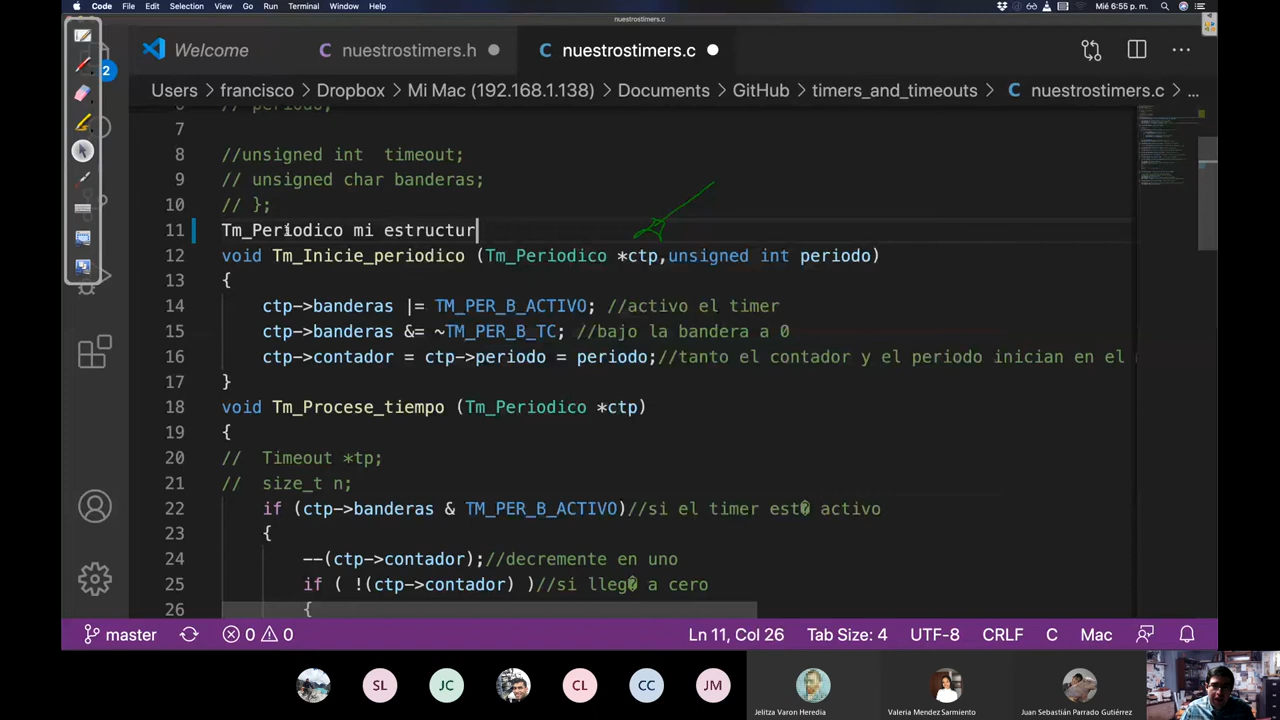 Code File Edit Selection View Go Run Terminal Window Help Mié 6:55 p. m.
nuestrostimers.c
Welcome
C nuestrostimers.h
C nuestrostimers.c
2
Users > francisco > Dropbox > Mi Mac (192.168.1.138) > Documents > GitHub > timers_and_timeouts > C nuestrostimers.c ...
6 // periodo;
7
8 //unsigned int timeout;
9 // unsigned char banderas;
10 // };
11 Tm_Periodico mi estructur
12 void Tm_Inicie_periodico (Tm_Periodico *ctp,unsigned int periodo)
13 {
14 ctp->banderas |= TM_PER_B_ACTIVO; //activo el timer
15 ctp->banderas &= ~TM_PER_B_TC; //bajo la bandera a 0
16 ctp->contador = ctp->periodo = periodo;//tanto el contador y el periodo inician en el
17 }
18 void Tm_Procese_tiempo (Tm_Periodico *ctp)
19 {
20 // Timeout *tp;
21 // size_t n;
22 if (ctp->banderas & TM_PER_B_ACTIVO)//si el timer est� activo
23 {
24 --(ctp->contador);//decremente en uno
25 if ( !(ctp->contador) )//si lleg� a cero
26 {
master 0 0 Ln 11, Col 26 Tab Size: 4 UTF-8 CRLF C Mac
SL JC CL CC JM
Jelitza Varon Heredia Valeria Mendez Sarmiento Juan Sebastián Parrado Gutiérrez